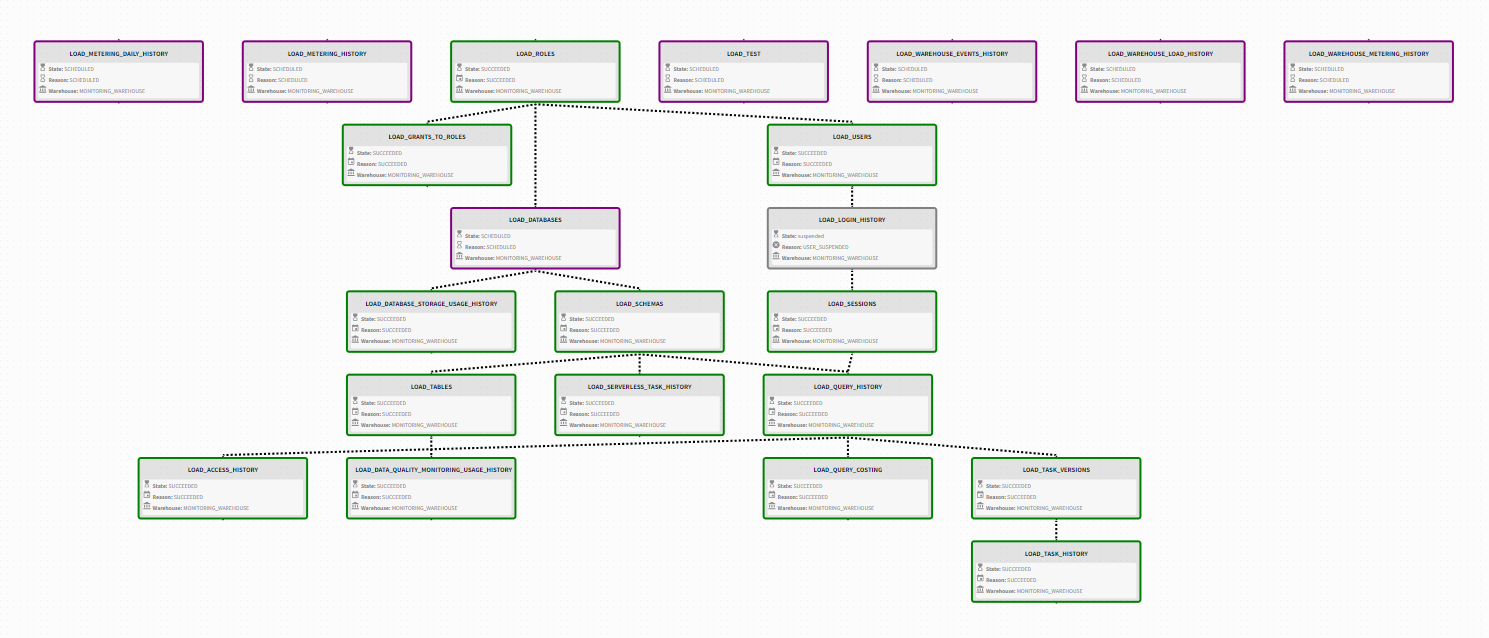 LOAD_METERING_DAILY_HISTORY
State: SCHEDULED
Reason: SCHEDULED
Warehouse: MONITORING_WAREHOUSE
LOAD_METERING_HISTORY
State: SCHEDULED
Reason: SCHEDULED
Warehouse: MONITORING_WAREHOUSE
LOAD_ROLES
State: SUCCEEDED
Reason: SUCCEEDED
Warehouse: MONITORING_WAREHOUSE
LOAD_TEST
State: SCHEDULED
Reason: SCHEDULED
Warehouse: MONITORING_WAREHOUSE
LOAD_WAREHOUSE_EVENTS_HISTORY
State: SCHEDULED
Reason: SCHEDULED
Warehouse: MONITORING_WAREHOUSE
LOAD_WAREHOUSE_LOAD_HISTORY
State: SCHEDULED
Reason: SCHEDULED
Warehouse: MONITORING_WAREHOUSE
LOAD_WAREHOUSE_METERING_HISTORY
State: SCHEDULED
Reason: SCHEDULED
Warehouse: MONITORING_WAREHOUSE
LOAD_GRANTS_TO_ROLES
State: SUCCEEDED
Reason: SUCCEEDED
Warehouse: MONITORING_WAREHOUSE
LOAD_USERS
State: SUCCEEDED
Reason: SUCCEEDED
Warehouse: MONITORING_WAREHOUSE
LOAD_DATABASES
State: SCHEDULED
Reason: SCHEDULED
Warehouse: MONITORING_WAREHOUSE
LOAD_LOGIN_HISTORY
State: suspended
Reason: USER_SUSPENDED
Warehouse: MONITORING_WAREHOUSE
LOAD_DATABASE_STORAGE_USAGE_HISTORY
State: SUCCEEDED
Reason: SUCCEEDED
Warehouse: MONITORING_WAREHOUSE
LOAD_SCHEMAS
State: SUCCEEDED
Reason: SUCCEEDED
Warehouse: MONITORING_WAREHOUSE
LOAD_SESSIONS
State: SUCCEEDED
Reason: SUCCEEDED
Warehouse: MONITORING_WAREHOUSE
LOAD_TABLES
State: SUCCEEDED
Reason: SUCCEEDED
Warehouse: MONITORING_WAREHOUSE
LOAD_SERVERLESS_TASK_HISTORY
State: SUCCEEDED
Reason: SUCCEEDED
Warehouse: MONITORING_WAREHOUSE
LOAD_QUERY_HISTORY
State: SUCCEEDED
Reason: SUCCEEDED
Warehouse: MONITORING_WAREHOUSE
LOAD_ACCESS_HISTORY
State: SUCCEEDED
Reason: SUCCEEDED
Warehouse: MONITORING_WAREHOUSE
LOAD_DATA_QUALITY_MONITORING_USAGE_HISTORY
State: SUCCEEDED
Reason: SUCCEEDED
Warehouse: MONITORING_WAREHOUSE
LOAD_QUERY_COSTING
State: SUCCEEDED
Reason: SUCCEEDED
Warehouse: MONITORING_WAREHOUSE
LOAD_TASK_VERSIONS
State: SUCCEEDED
Reason: SUCCEEDED
Warehouse: MONITORING_WAREHOUSE
LOAD_TASK_HISTORY
State: SUCCEEDED
Reason: SUCCEEDED
Warehouse: MONITORING_WAREHOUSE